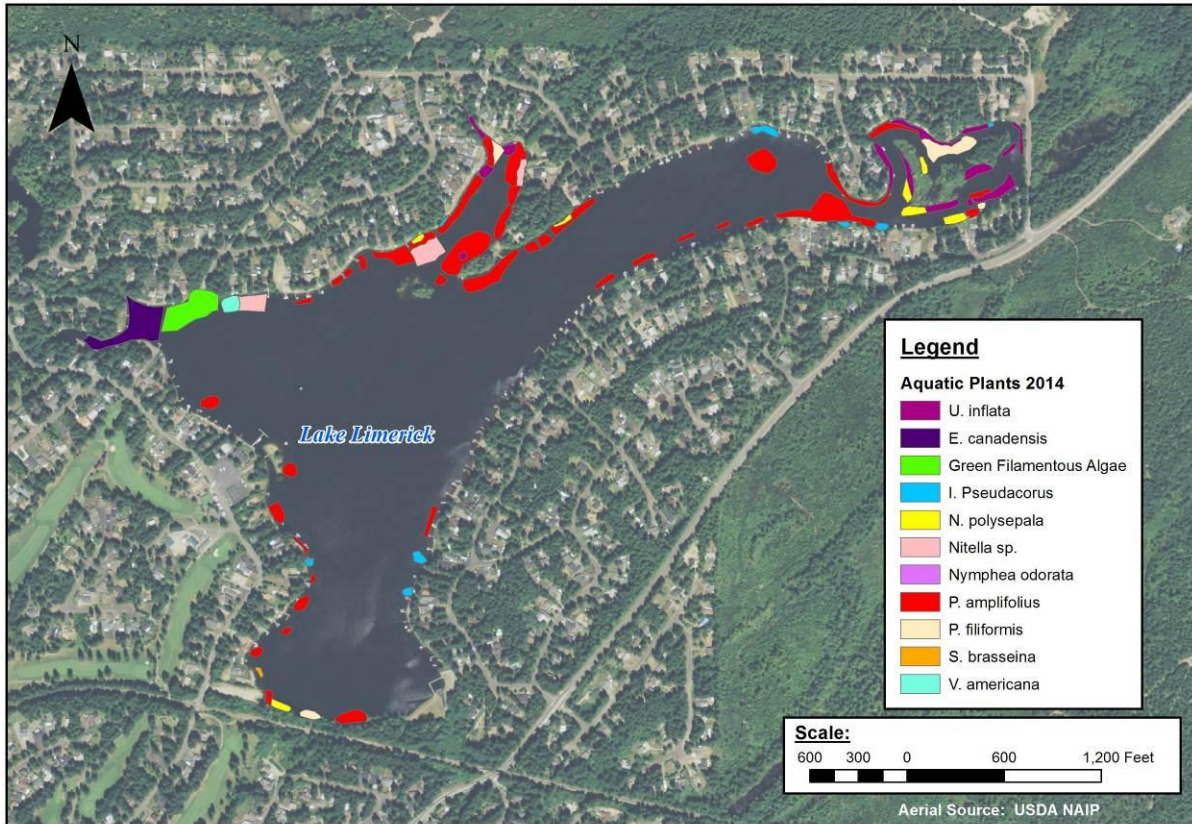 N
Lake Limerick
Legend
Aquatic Plants 2014
U. inflata
E. canadensis
Green Filamentous Algae
I. Pseudacorus
N. polysepala
Nitella sp.
Nymphea odorata
P. amplifolius
P. filiformis
S. brasseina
V. americana
Scale:
600 300 0 600 1,200 Feet
Aerial Source: USDA NAIP